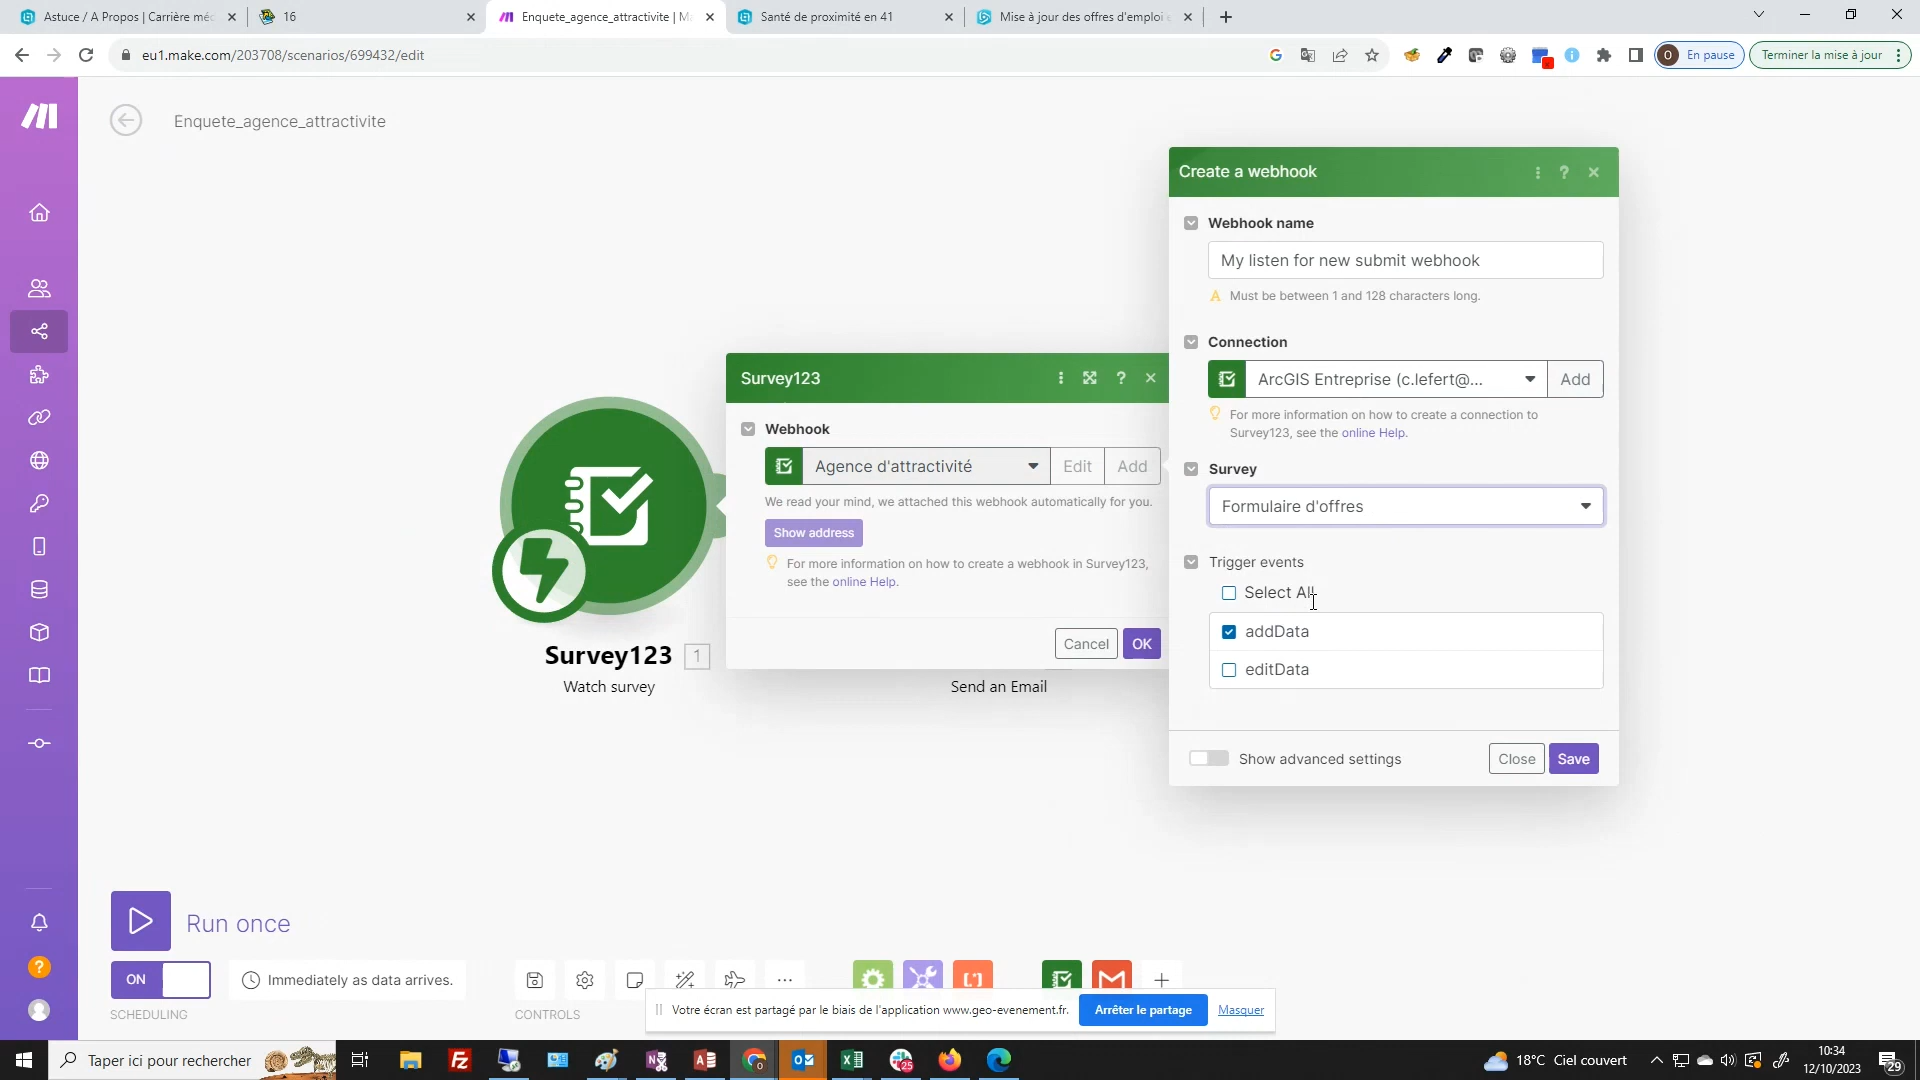 Astuce / A Propos | Carrière méc
16
Enquete_agence_attractivite | Ma
Santé de proximité en 41
Mise à jour des offres d'emploi e
eu1.make.com/203708/scenarios/699432/edit
O
En pause
Terminer la mise à jour
Enquete_agence_attractivite
Create a webhook
Webhook name
My listen for new submit webhook
Must be between 1 and 128 characters long.
Connection
ArcGIS Entreprise (c.lefert@...
Add
For more information on how to create a connection to
Survey123, see the online Help.
Survey
Formulaire d'offres
Trigger events
Select All
addData
editData
Show advanced settings
Close
Save
Survey123
Webhook
Agence d'attractivité
Edit
Add
We read your mind, we attached this webhook automatically for you.
Show address
For more information on how to create a webhook in Survey123,
see the online Help.
Cancel
OK
Survey123
1
Watch survey
Send an Email
Run once
ON
Immediately as data arrives.
SCHEDULING
CONTROLS
Votre écran est partagé par le biais de l'application www.geo-evenement.fr.
Arrêter le partage
Masquer
Taper ici pour rechercher
18°C Ciel couvert
10:34
12/10/2023
29